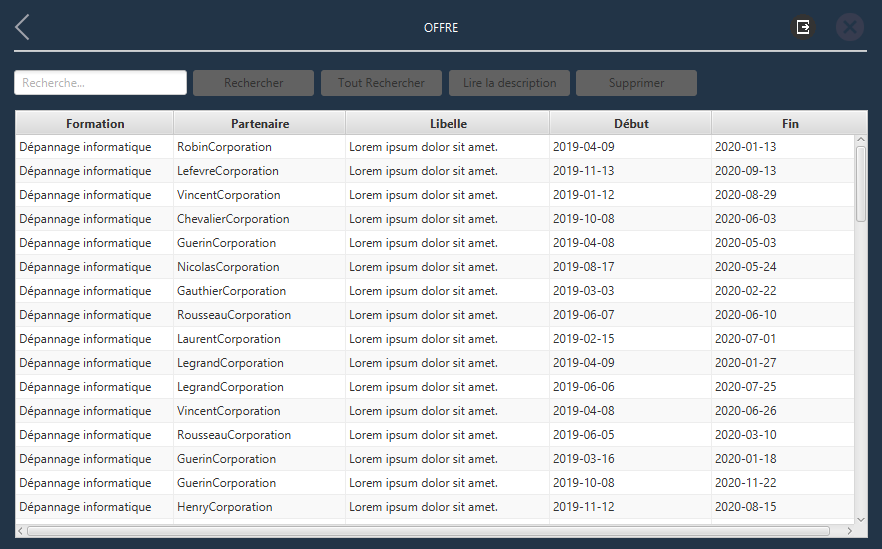 OFFRE
Recherche... Rechercher Tout Rechercher Lire la description Supprimer
Formation Partenaire Libelle Début Fin
Dépannage informatique RobinCorporation Lorem ipsum dolor sit amet. 2019-04-09 2020-01-13
Dépannage informatique LefevreCorporation Lorem ipsum dolor sit amet. 2019-11-13 2020-09-13
Dépannage informatique VincentCorporation Lorem ipsum dolor sit amet. 2019-01-12 2020-08-29
Dépannage informatique ChevalierCorporation Lorem ipsum dolor sit amet. 2019-10-08 2020-06-03
Dépannage informatique GuerinCorporation Lorem ipsum dolor sit amet. 2019-04-08 2020-05-03
Dépannage informatique NicolasCorporation Lorem ipsum dolor sit amet. 2019-08-17 2020-05-24
Dépannage informatique GauthierCorporation Lorem ipsum dolor sit amet. 2019-03-03 2020-02-22
Dépannage informatique RousseauCorporation Lorem ipsum dolor sit amet. 2019-06-07 2020-06-10
Dépannage informatique LaurentCorporation Lorem ipsum dolor sit amet. 2019-02-15 2020-07-01
Dépannage informatique LegrandCorporation Lorem ipsum dolor sit amet. 2019-04-09 2020-01-27
Dépannage informatique LegrandCorporation Lorem ipsum dolor sit amet. 2019-06-06 2020-07-25
Dépannage informatique VincentCorporation Lorem ipsum dolor sit amet. 2019-04-08 2020-06-26
Dépannage informatique RousseauCorporation Lorem ipsum dolor sit amet. 2019-06-05 2020-03-10
Dépannage informatique GuerinCorporation Lorem ipsum dolor sit amet. 2019-03-16 2020-01-18
Dépannage informatique GuerinCorporation Lorem ipsum dolor sit amet. 2019-10-08 2020-11-22
Dépannage informatique HenryCorporation Lorem ipsum dolor sit amet. 2019-11-12 2020-08-15